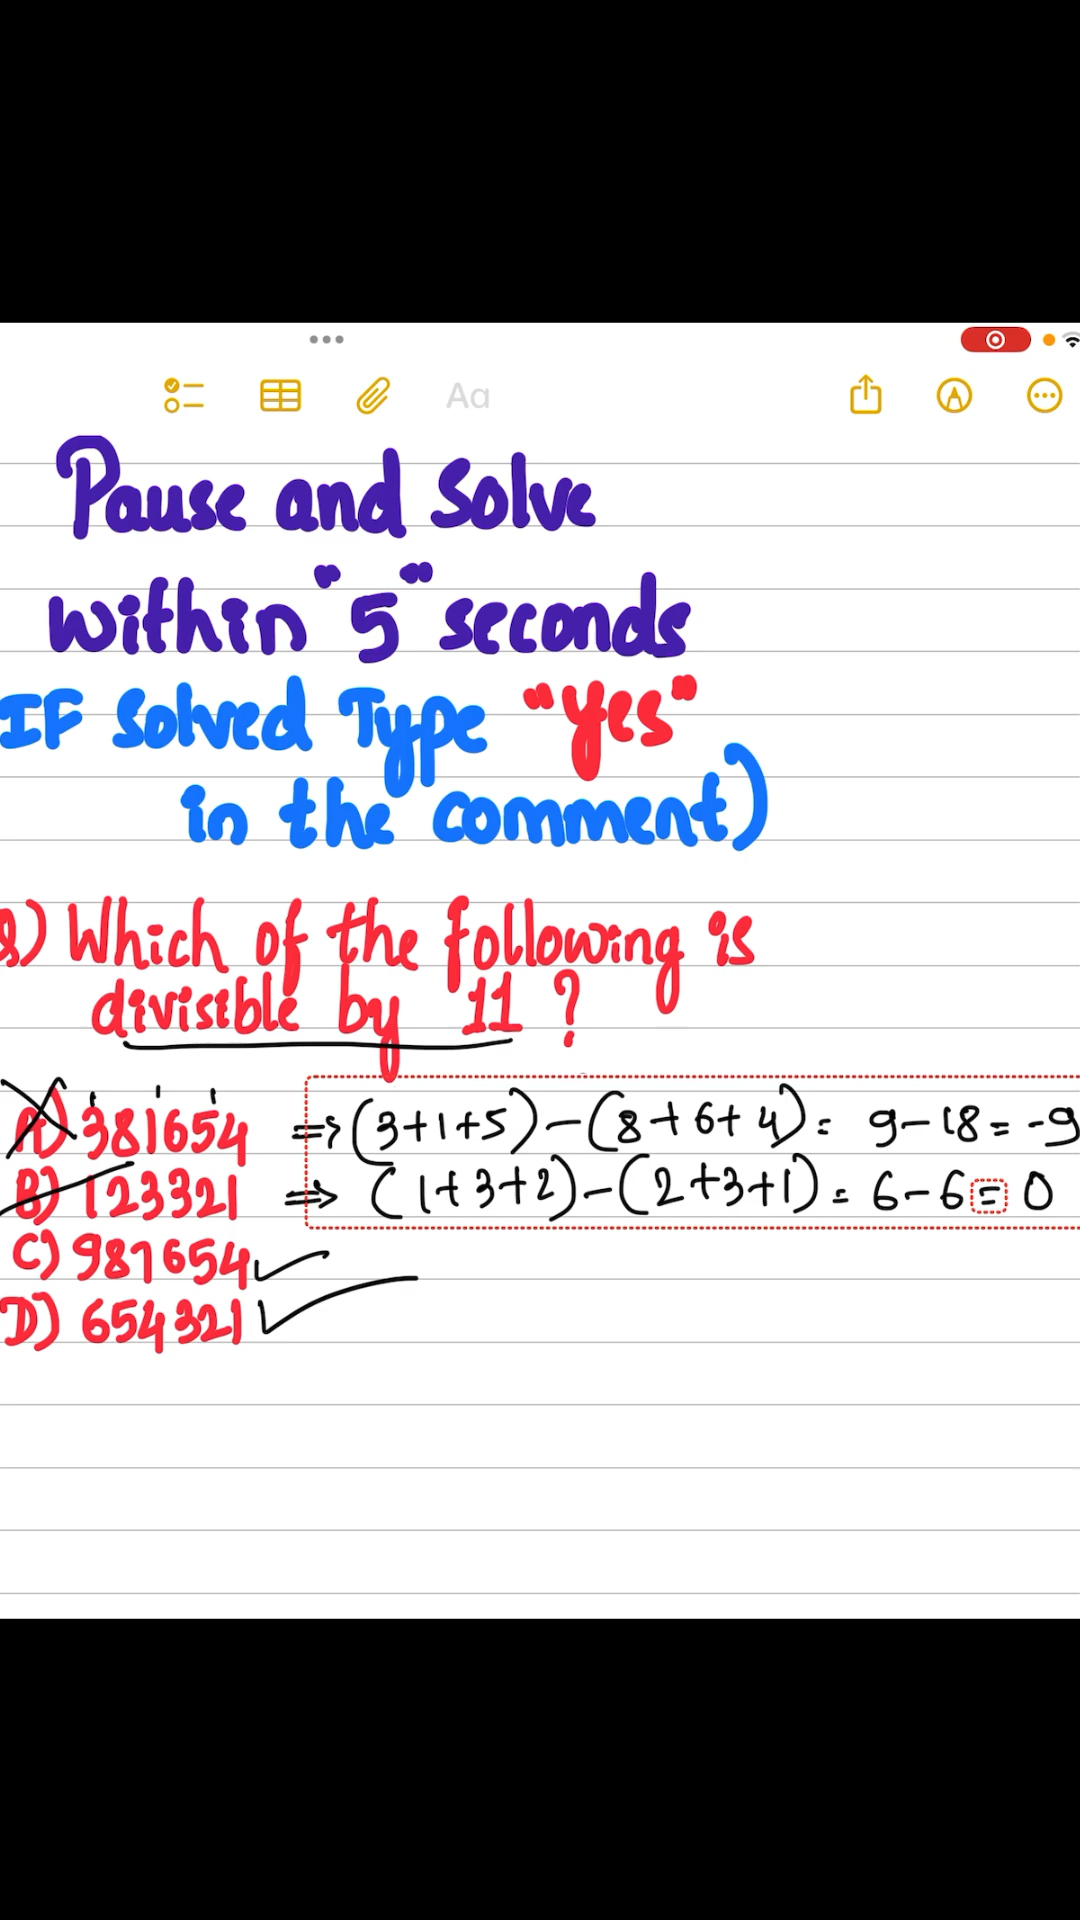 Aa
Pause and Solve
within "5" seconds
IF Solved Type "Yes"
in the comment)
Q) Which of the following is
divisible by 11 ?
A) 381654 => (3+1+5)-(8+6+4)= 9-18=-9
B) 123321 => (1+3+2)-(2+3+1)= 6-6=0
C) 987654
D) 654321